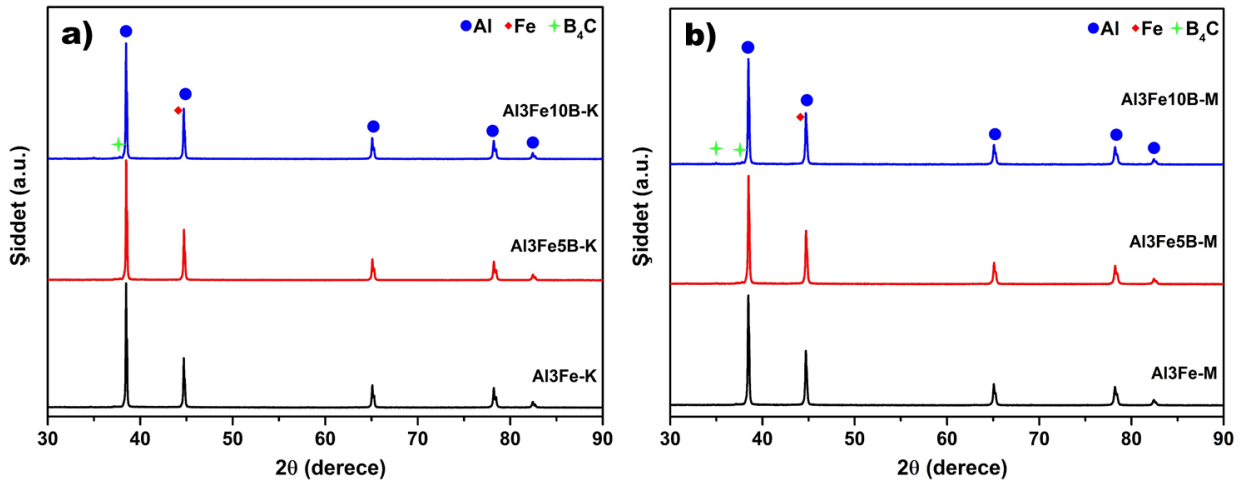 a)
Al Fe B₄C
Al3Fe10B-K
Al3Fe5B-K
Al3Fe-K
Şiddet (a.u.)
30 40 50 60 70 80 90
2θ (derece)
b)
Al Fe B₄C
Al3Fe10B-M
Al3Fe5B-M
Al3Fe-M
Şiddet (a.u.)
30 40 50 60 70 80 90
2θ (derece)